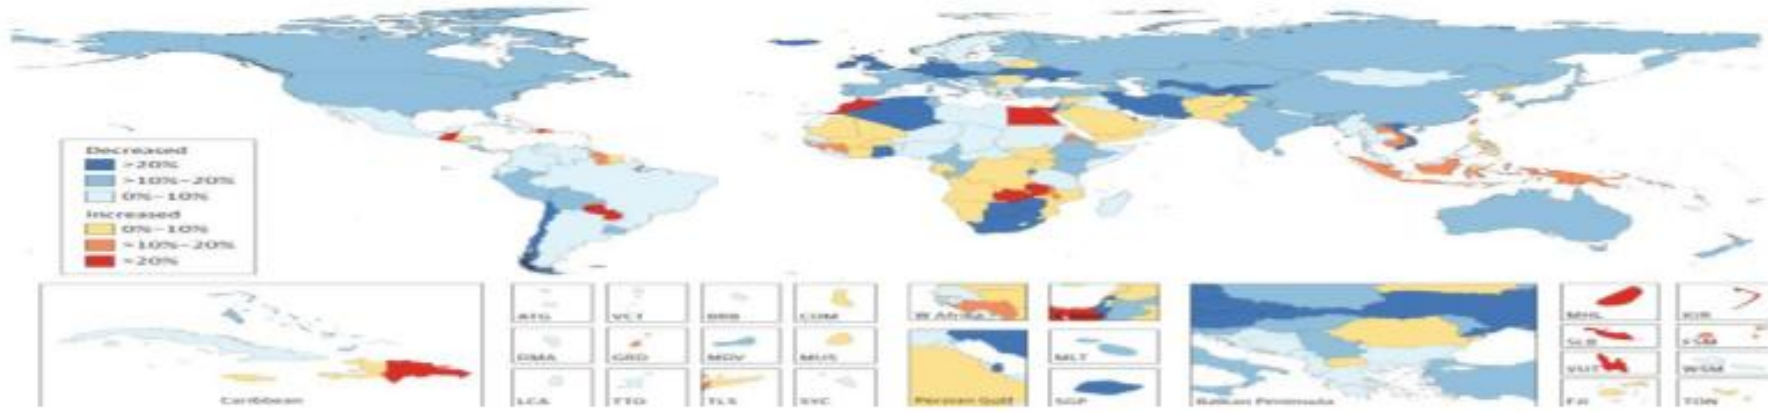 Decreased
>20%
>10%–20%
0%–10%
Increased
0%–10%
>10%–20%
>20%
Caribbean
ATG
VCT
BRB
COM
DMA
GRD
MDV
MUS
LCA
TTO
TLS
SYC
W Africa
Persian Gulf
MLT
SGP
Balkan Peninsula
MHL
KIR
SLB
FSM
VUT
WSM
FJI
TON